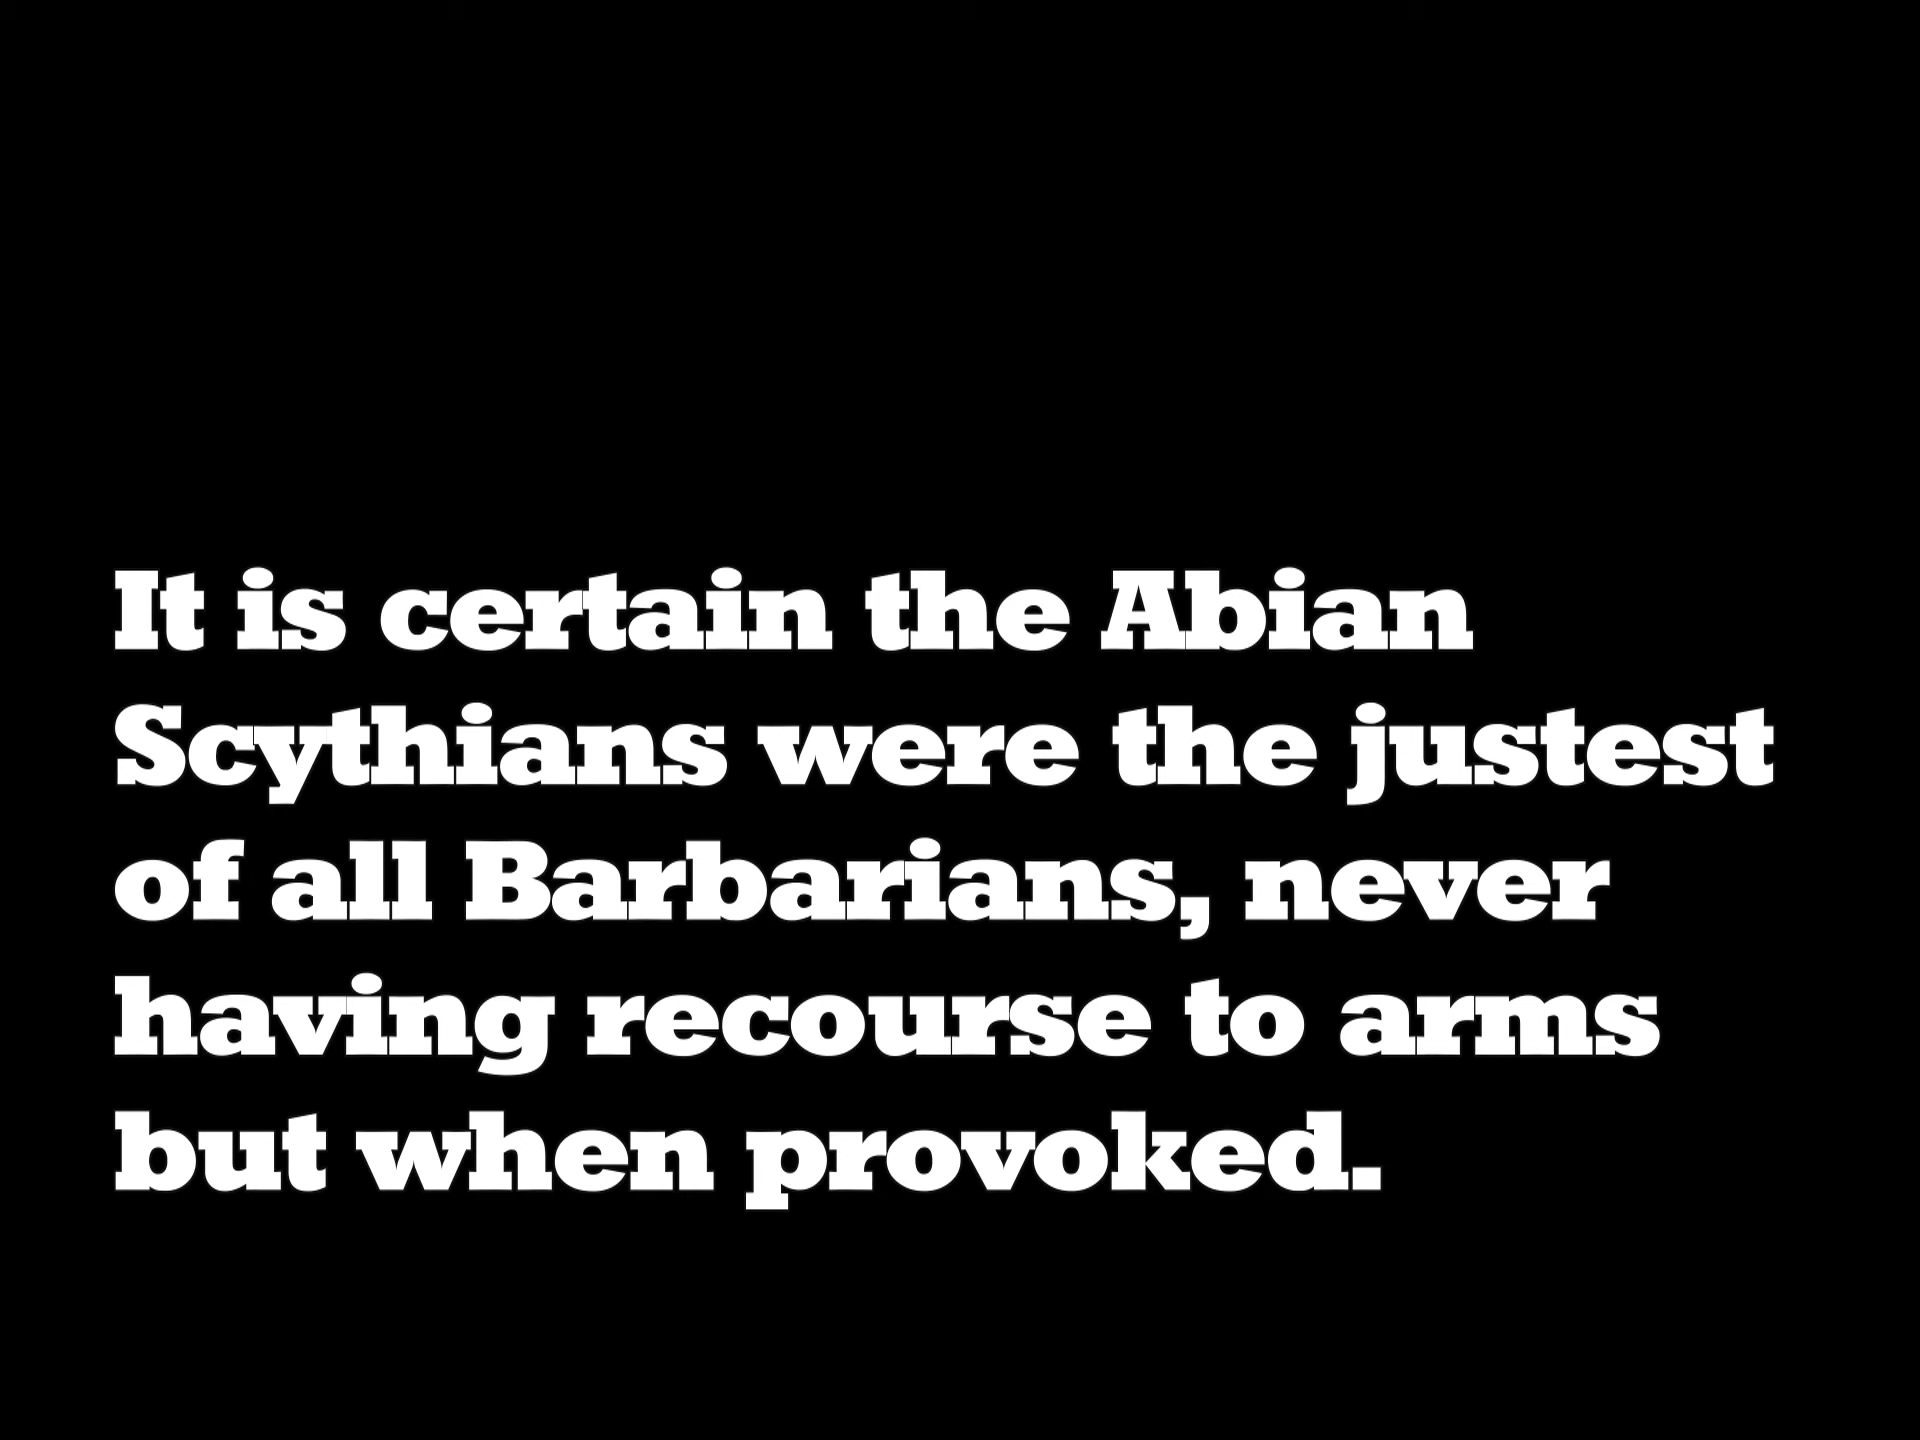 It is certain the Abian
Scythians were the justest
of all Barbarians, never
having recourse to arms
but when provoked.